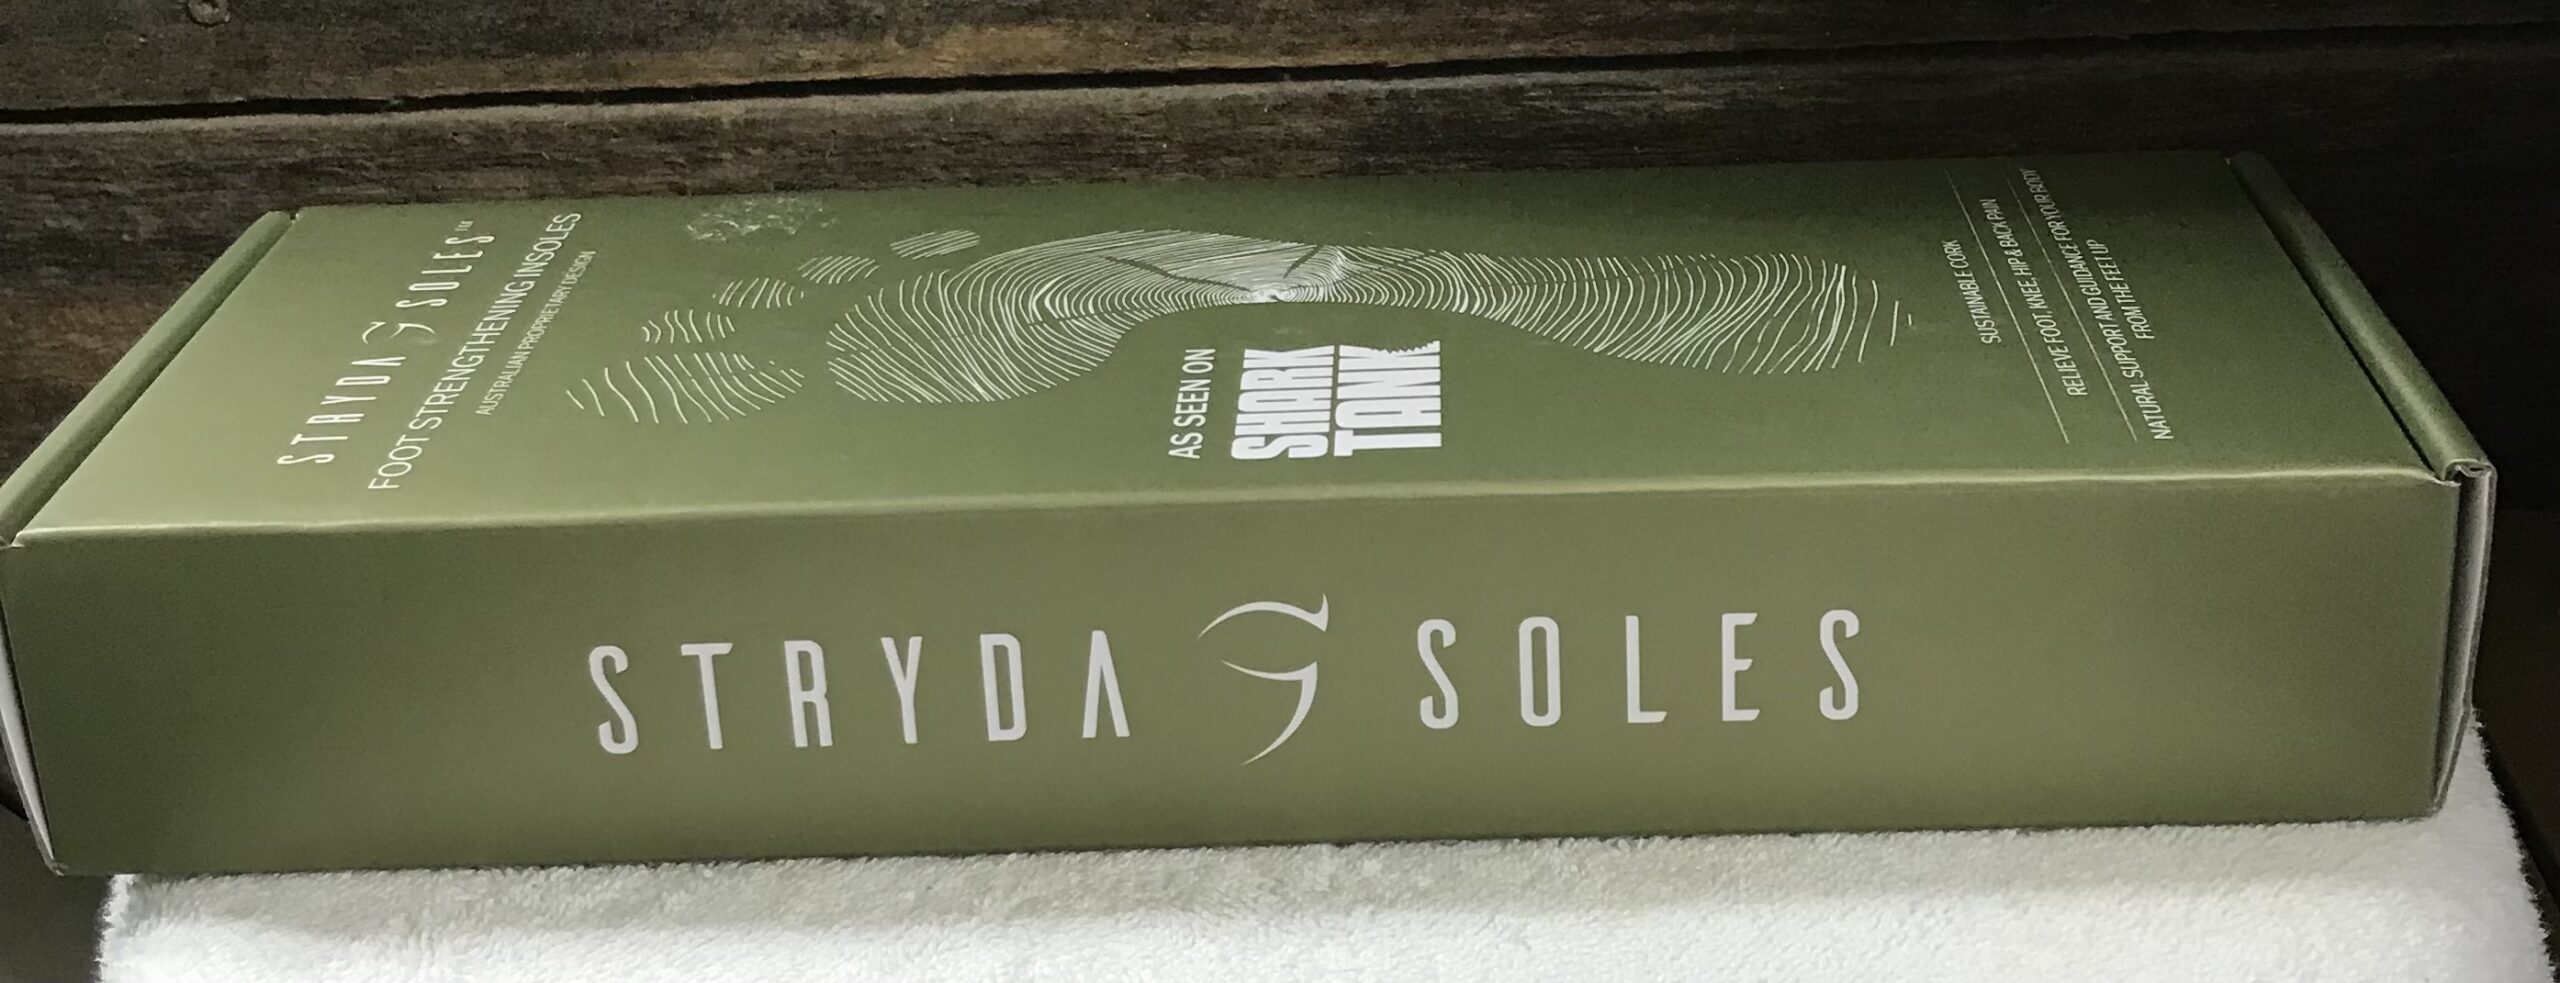 STRYDA SOLES™
FOOT STRENGTHENING INSOLES
AUSTRALIAN PROPRIETARY DESIGN
AS SEEN ON
SHARK
TANK
SUSTAINABLE CORK
RELIEVE FOOT, KNEE, HIP & BACK PAIN
NATURAL SUPPORT AND GUIDANCE FOR YOUR BODY
FROM THE FEET UP
STRYDA SOLES